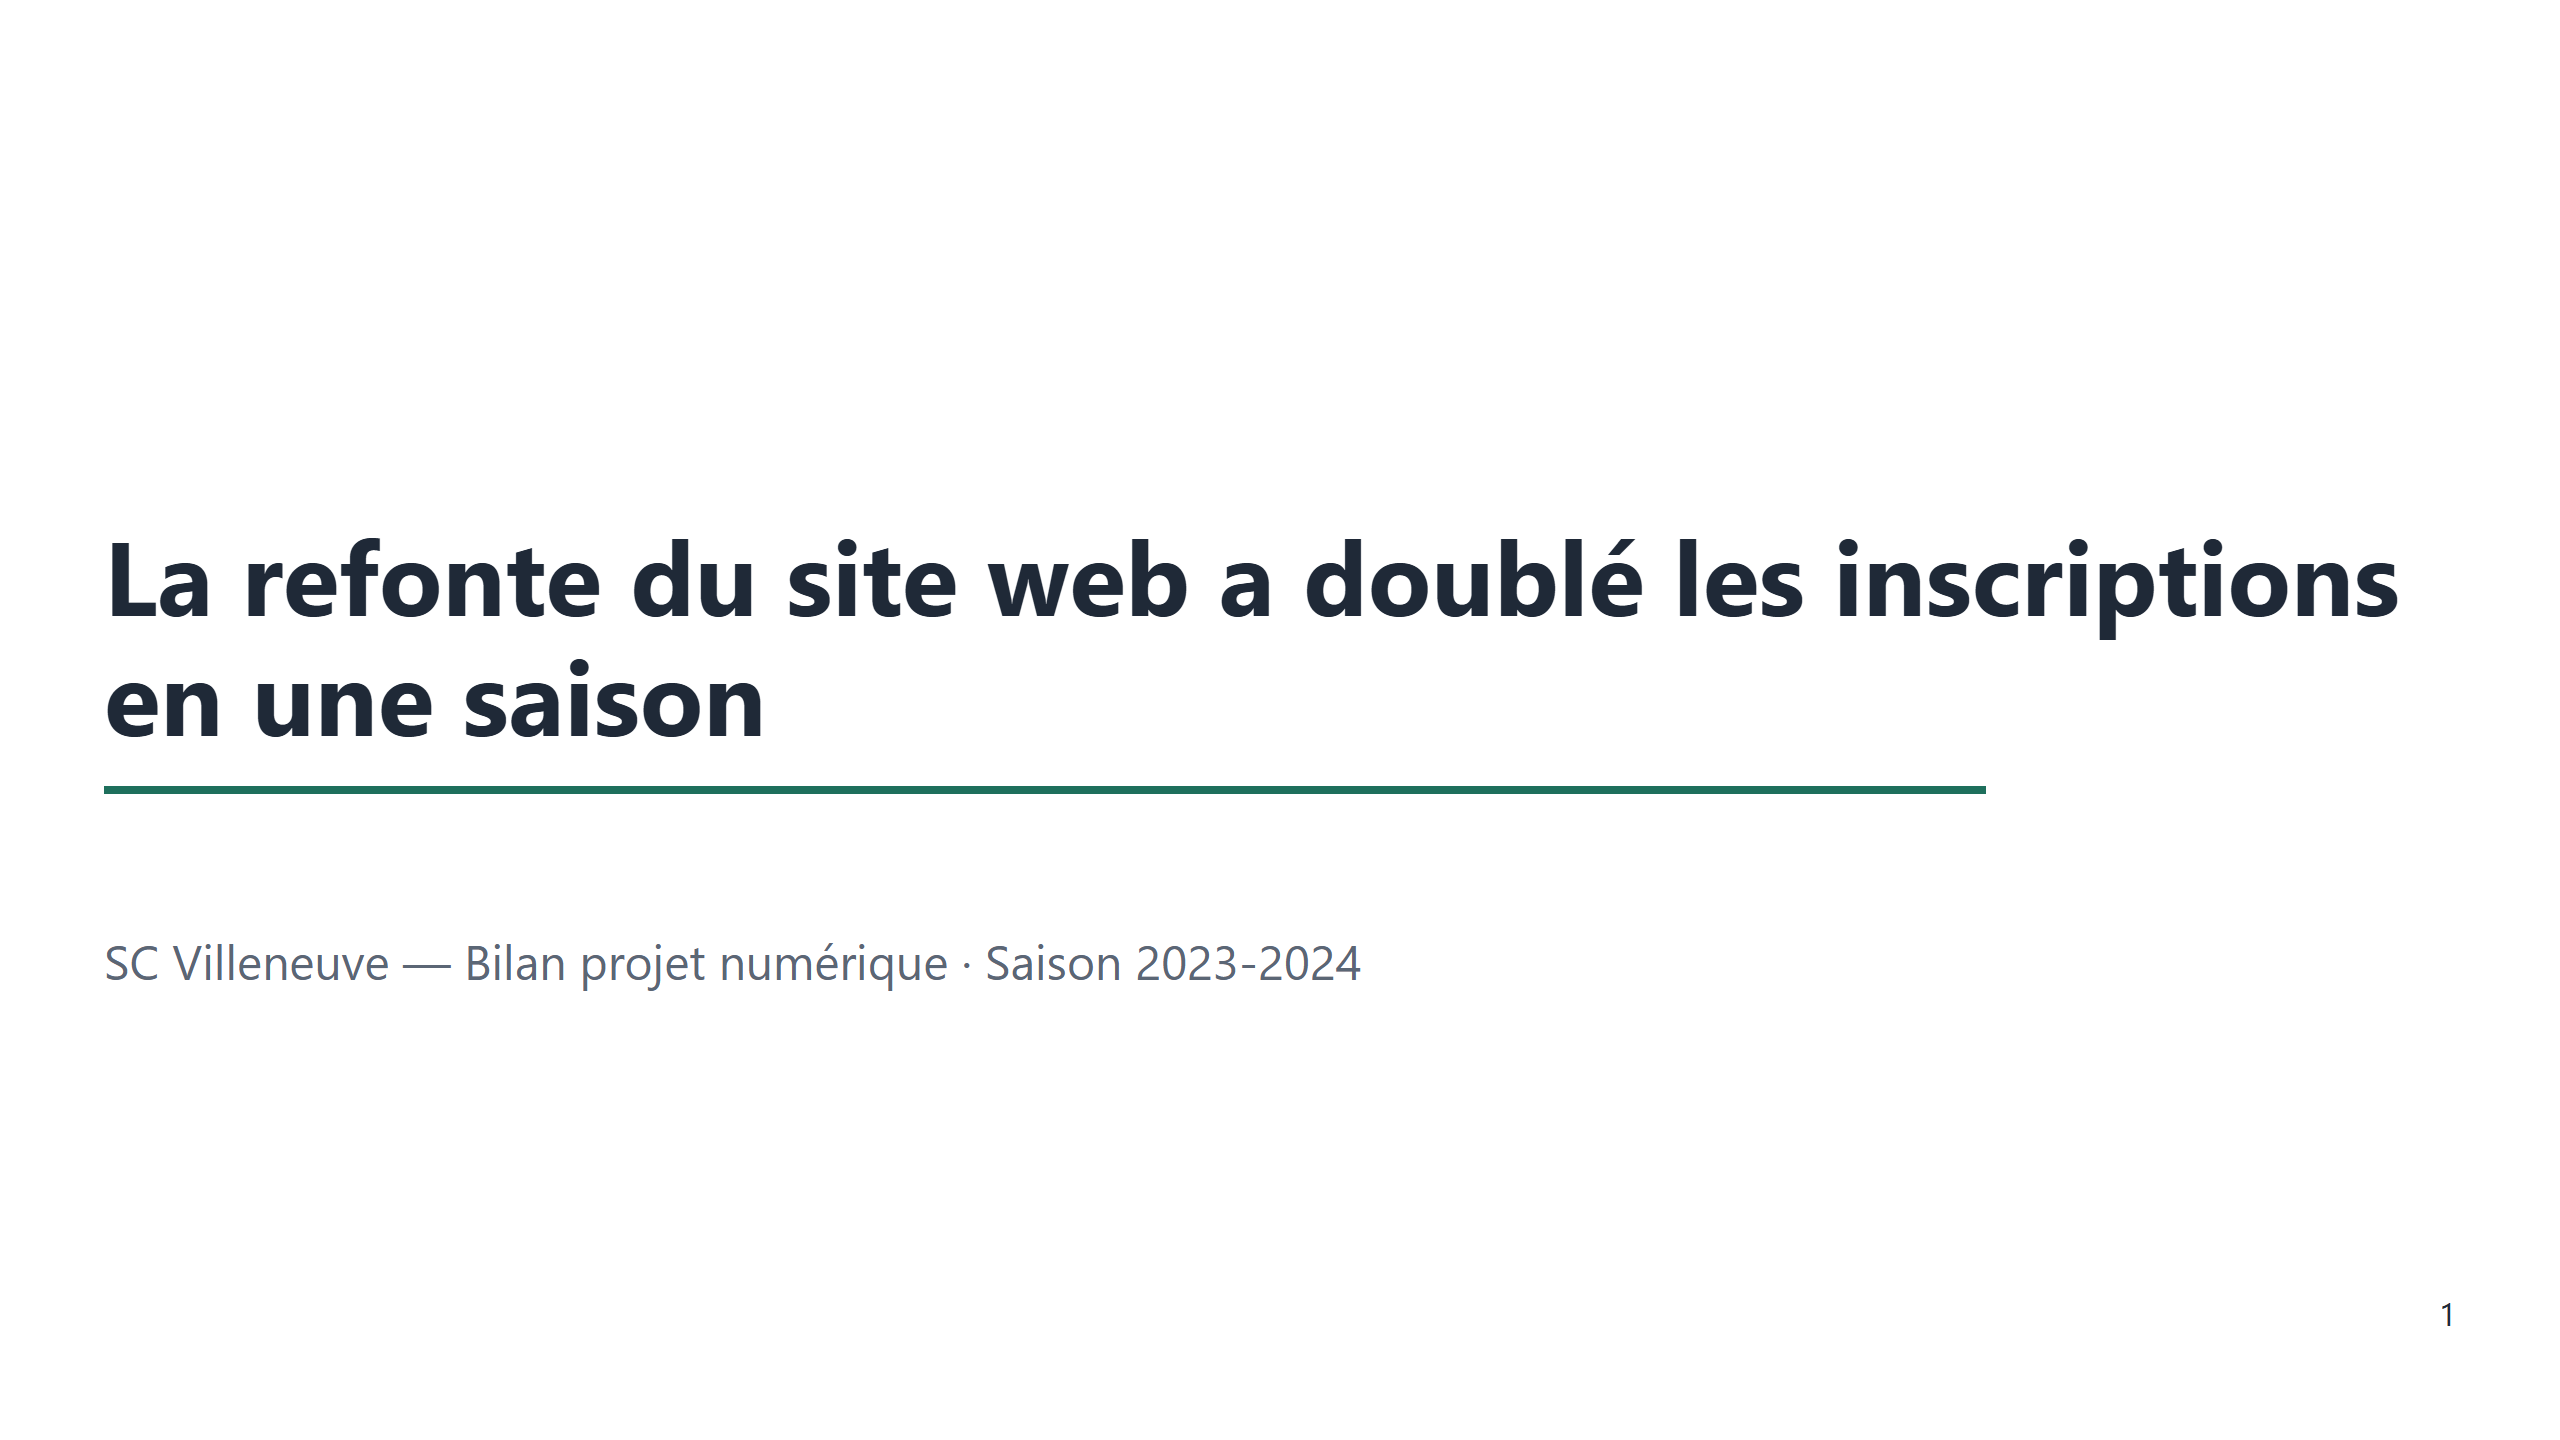 La refonte du site web a doublé les inscriptions
en une saison
SC Villeneuve — Bilan projet numérique · Saison 2023-2024
1